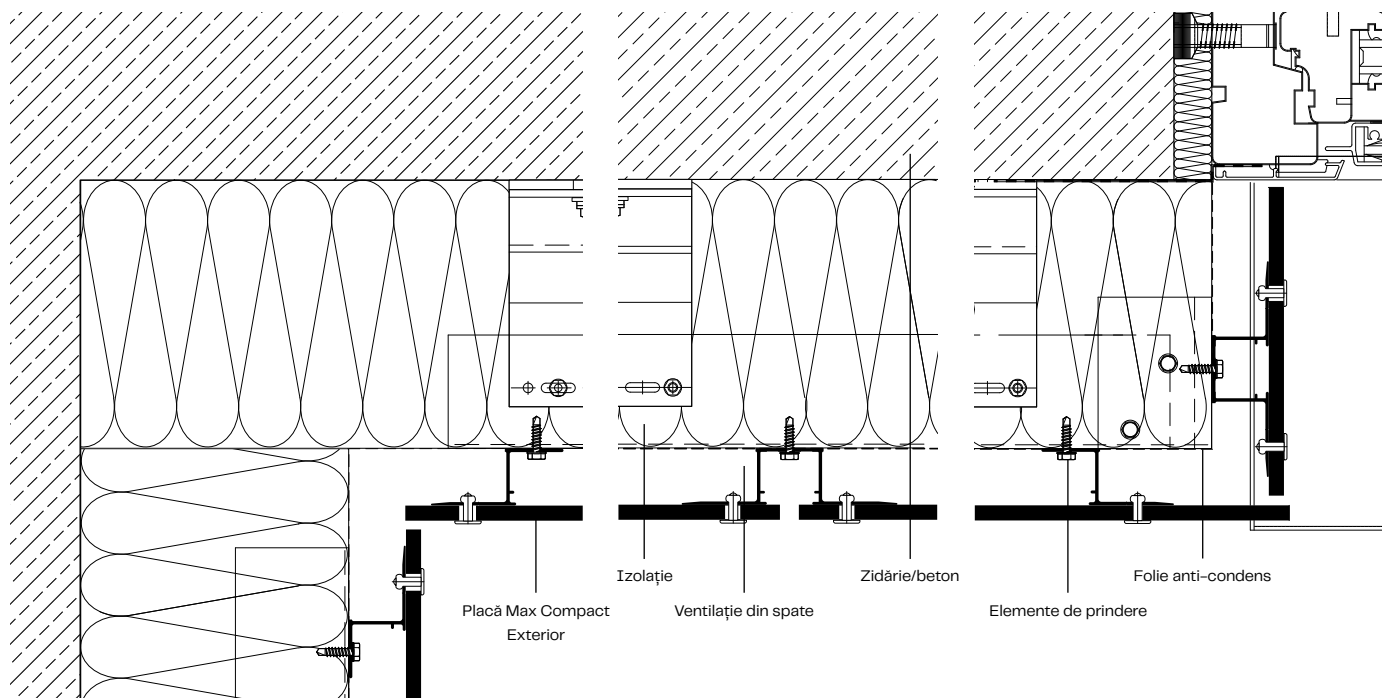 Izolație
Zidărie/beton
Folie anti-condens
Placă Max Compact
Exterior
Ventilație din spate
Elemente de prindere